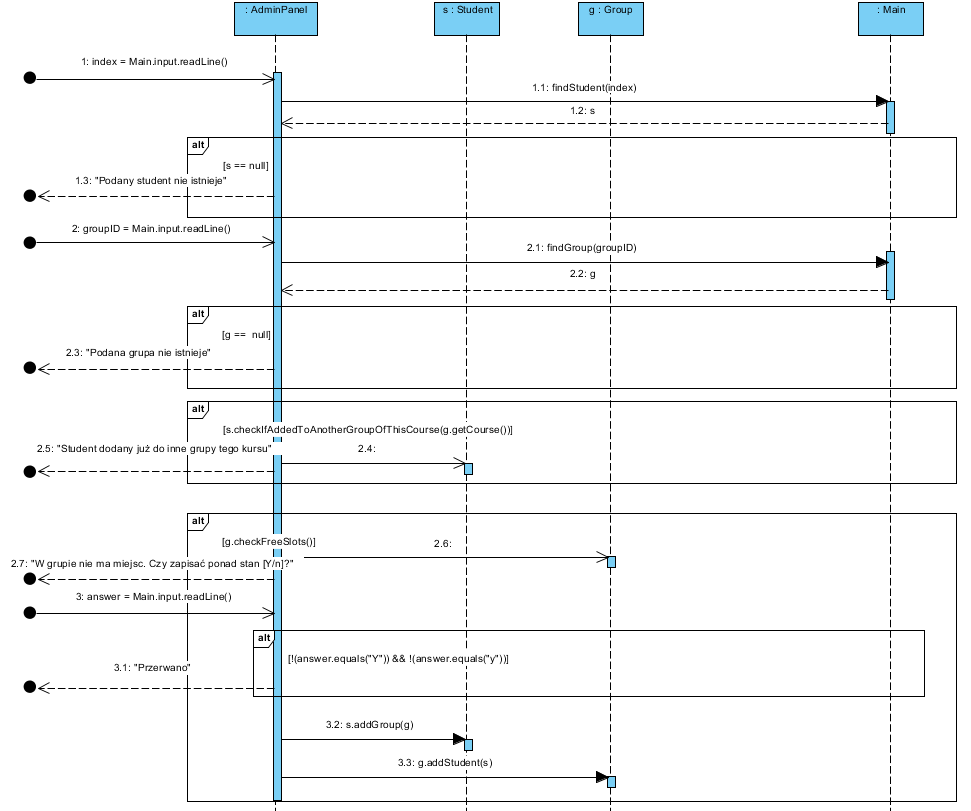 : AdminPanel
s : Student
g : Group
: Main
1: index = Main.input.readLine()
1.1: findStudent(index)
1.2: s
alt
[s == null]
1.3: "Podany student nie istnieje"
2: groupID = Main.input.readLine()
2.1: findGroup(groupID)
2.2: g
alt
[g == null]
2.3: "Podana grupa nie istnieje"
alt
[s.checkIfAddedToAnotherGroupOfThisCourse(g.getCourse())]
2.5: "Student dodany już do inne grupy tego kursu"
2.4:
alt
[g.checkFreeSlots()]
2.6:
2.7: "W grupie nie ma miejsc. Czy zapisać ponad stan [Y/n]?"
3: answer = Main.input.readLine()
alt
[!(answer.equals("Y")) && !(answer.equals("y"))]
3.1: "Przerwano"
3.2: s.addGroup(g)
3.3: g.addStudent(s)